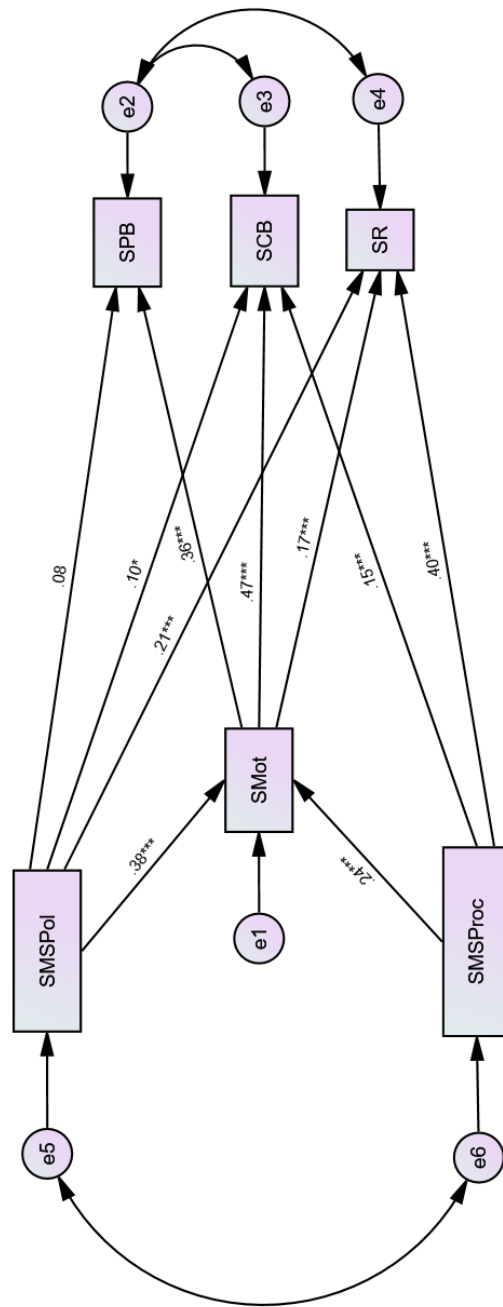 e5
SMSPol
e6
SMSProc
e1
SMot
.38***
.24***
.08
.10*
.21***
.36***
.47***
.17***
.15***
.40***
SPB
SCB
SR
e2
e3
e4